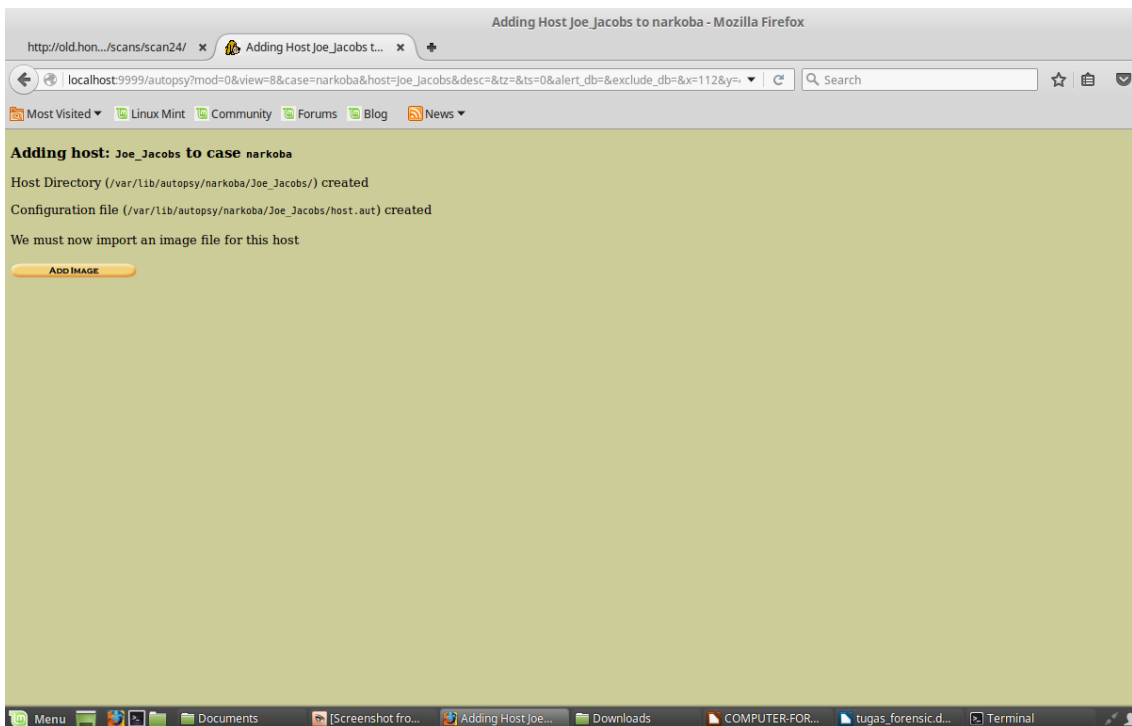 Adding Host Joe_Jacobs to narkoba - Mozilla Firefox
http://old.hon.../scans/scan24/ Adding Host Joe_Jacobs t...
localhost:9999/autopsy?mod=0&view=8&case=narkoba&host=Joe_Jacobs&desc=&tz=&ts=0&alert_db=&exclude_db=&x=112&y= Search
Most Visited Linux Mint Community Forums Blog News
Adding host: Joe_Jacobs to case narkoba
Host Directory (/var/lib/autopsy/narkoba/Joe_Jacobs/) created
Configuration file (/var/lib/autopsy/narkoba/Joe_Jacobs/host.aut) created
We must now import an image file for this host
ADD IMAGE
Menu Documents [Screenshot fro... Adding Host Joe... Downloads COMPUTER-FOR... tugas_forensic.d... Terminal